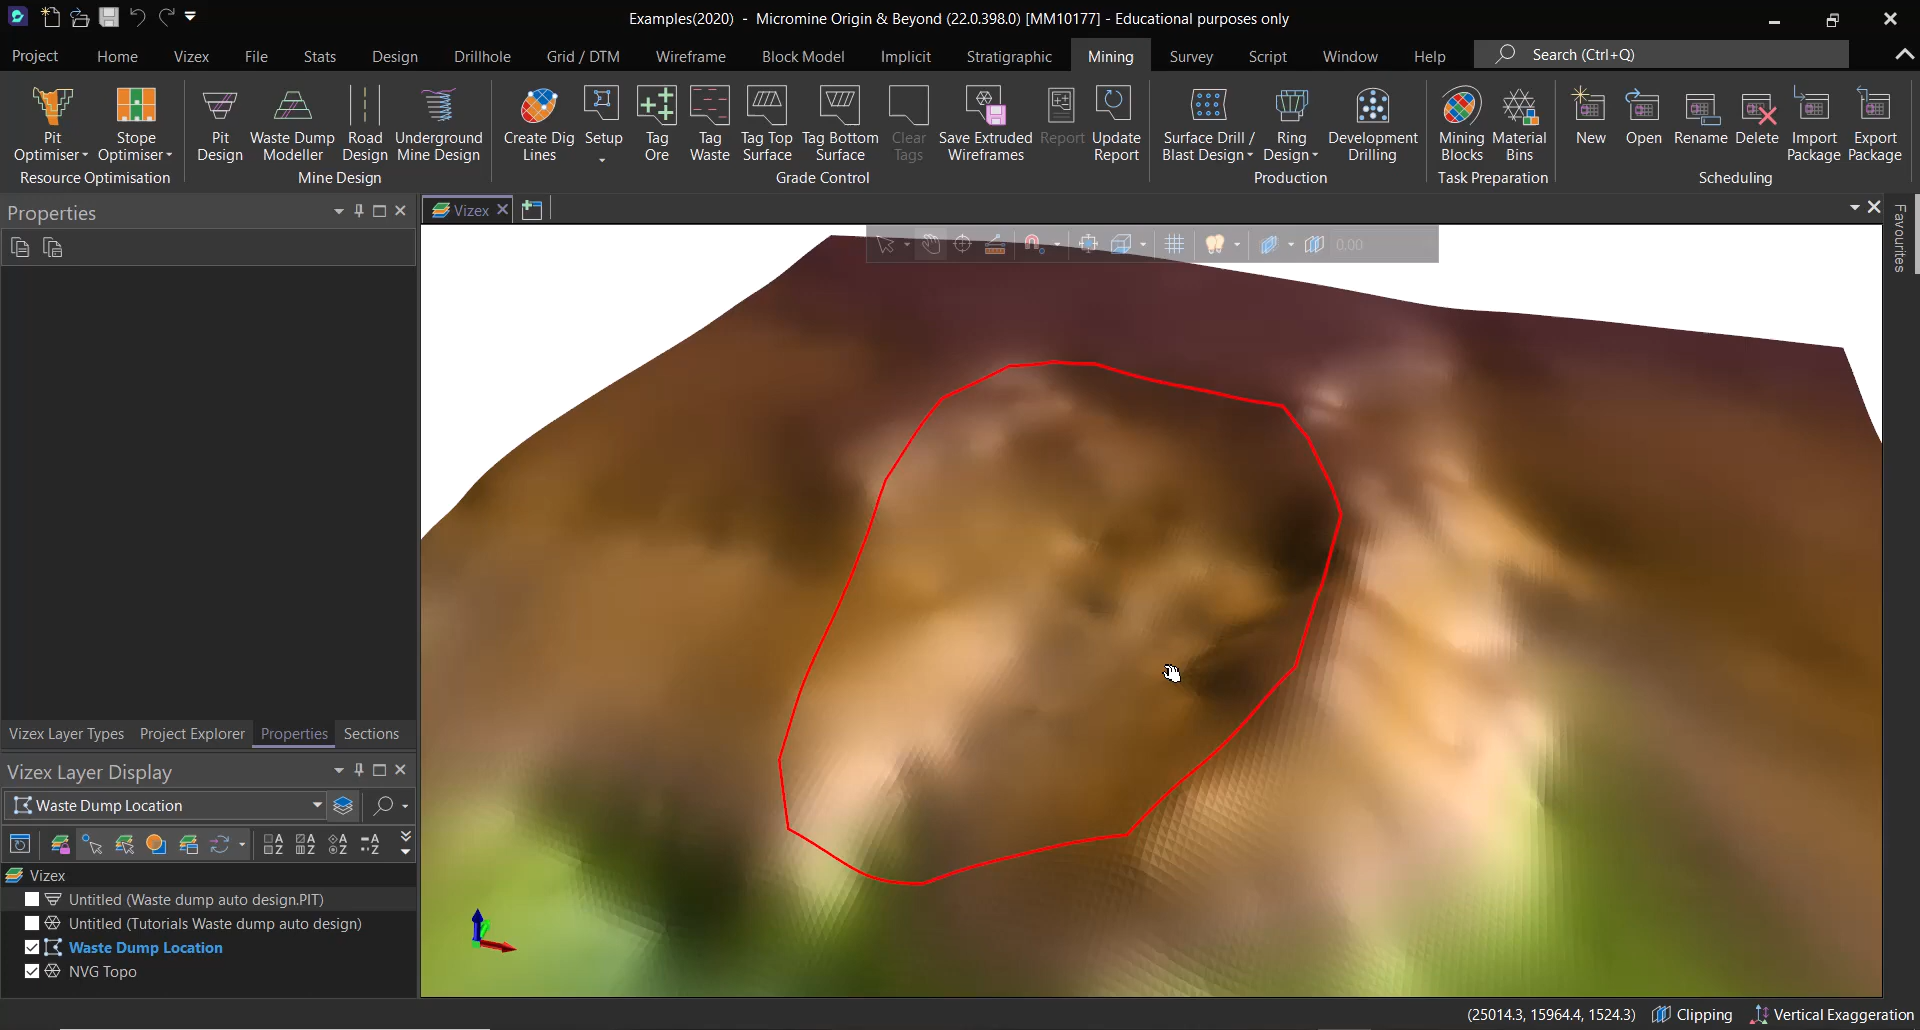 Examples(2020) - Micromine Origin & Beyond (22.0.398.0) [MM10177] - Educational purposes only
Project Home Vizex File Stats Design Drillhole Grid / DTM Wireframe Block Model Implicit Stratigraphic Mining Survey Script Window Help Search (Ctrl+Q)
Pit Optimiser
Stope Optimiser
Resource Optimisation
Pit Design
Waste Dump Modeller
Road Design
Underground Mine Design
Mine Design
Create Dig Lines
Setup
Tag Ore
Tag Waste
Tag Top Surface
Tag Bottom Surface
Clear Tags
Save Extruded Wireframes
Report
Update Report
Grade Control
Surface Drill / Blast Design
Ring Design
Development Drilling
Production
Mining Blocks
Material Bins
Task Preparation
New
Open
Rename
Delete
Import Package
Export Package
Scheduling
Properties
Vizex
Favourites
0.00
Vizex Layer Types Project Explorer Properties Sections
Vizex Layer Display
Waste Dump Location
Vizex
Untitled (Waste dump auto design.PIT)
Untitled (Tutorials Waste dump auto design)
Waste Dump Location
NVG Topo
(25014.3, 15964.4, 1524.3) Clipping Vertical Exaggeration